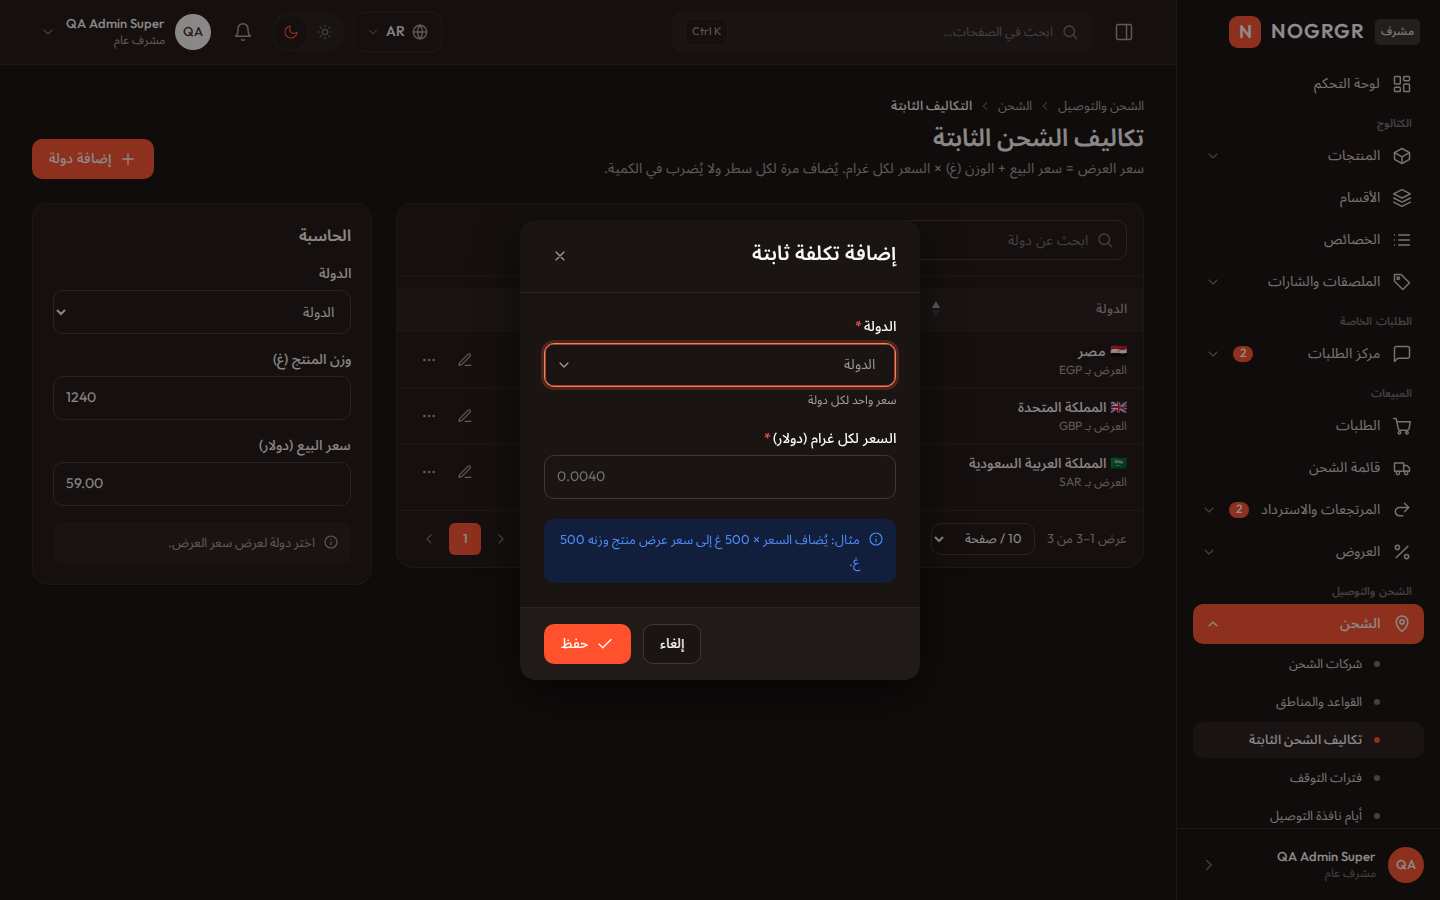 مشرف
NOGRGR
N
لوحة التحكم
الكتالوج
المنتجات
الأقسام
الخصائص
الملصقات والشارات
الطلبات الخاصة
مركز الطلبات
2
المبيعات
الطلبات
قائمة الشحن
المرتجعات والاسترداد
2
العروض
الشحن والتوصيل
الشحن
شركات الشحن
القواعد والمناطق
تكاليف الشحن الثابتة
فترات التوقف
أيام نافذة التوصيل
QA
QA Admin Super
مشرف عام
ابحث في الصفحات...
Ctrl K
AR
QA
QA Admin Super
مشرف عام
الشحن والتوصيل
الشحن
التكاليف الثابتة
تكاليف الشحن الثابتة
سعر العرض = سعر البيع + الوزن (غ) × السعر لكل غرام. يُضاف مرة لكل سطر ولا يُضرب في الكمية.
إضافة دولة
ابحث عن دولة
الدولة
مصر
العرض بـ EGP
المملكة المتحدة
العرض بـ GBP
المملكة العربية السعودية
العرض بـ SAR
عرض 1–3 من 3
10 / صفحة
1
الحاسبة
الدولة
الدولة
وزن المنتج (غ)
1240
سعر البيع (دولار)
59.00
اختر دولة لعرض سعر العرض.
إضافة تكلفة ثابتة
الدولة *
الدولة
سعر واحد لكل دولة
السعر لكل غرام (دولار) *
0.0040
مثال: يُضاف السعر × 500 غ إلى سعر عرض منتج وزنه 500
غ.
إلغاء
حفظ